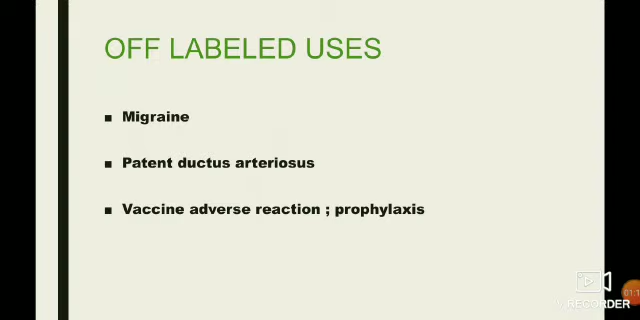 OFF LABELED USES
Migraine
Patent ductus arteriosus
Vaccine adverse reaction ; prophylaxis
RECORDER